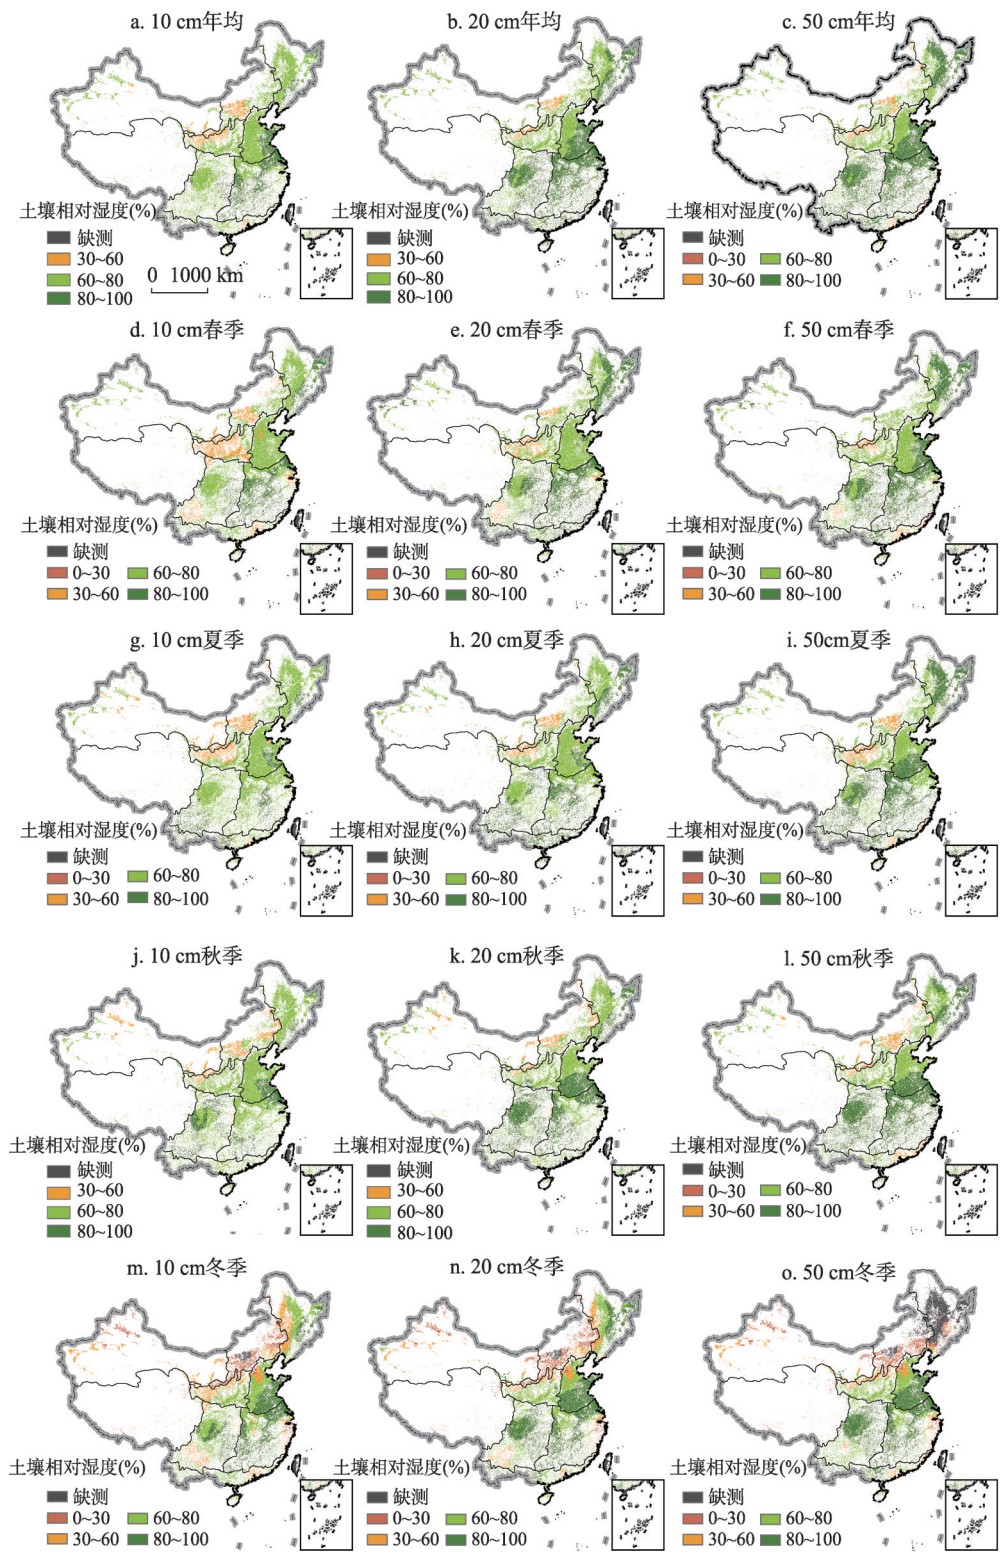 a. 10 cm年均
b. 20 cm年均
c. 50 cm年均
土壤相对湿度(%)
缺测
30~60
60~80
80~100
0 1000 km
土壤相对湿度(%)
缺测
30~60
60~80
80~100
土壤相对湿度(%)
缺测
0~30 60~80
30~60 80~100
d. 10 cm春季
e. 20 cm春季
f. 50 cm春季
土壤相对湿度(%)
缺测
0~30 60~80
30~60 80~100
土壤相对湿度(%)
缺测
0~30 60~80
30~60 80~100
土壤相对湿度(%)
缺测
0~30 60~80
30~60 80~100
g. 10 cm夏季
h. 20 cm夏季
i. 50cm夏季
土壤相对湿度(%)
缺测
0~30 60~80
30~60 80~100
土壤相对湿度(%)
缺测
0~30 60~80
30~60 80~100
土壤相对湿度(%)
缺测
0~30 60~80
30~60 80~100
j. 10 cm秋季
k. 20 cm秋季
l. 50 cm秋季
土壤相对湿度(%)
缺测
30~60
60~80
80~100
土壤相对湿度(%)
缺测
30~60
60~80
80~100
土壤相对湿度(%)
缺测
0~30 60~80
30~60 80~100
m. 10 cm冬季
n. 20 cm冬季
o. 50 cm冬季
土壤相对湿度(%)
缺测
0~30 60~80
30~60 80~100
土壤相对湿度(%)
缺测
0~30 60~80
30~60 80~100
土壤相对湿度(%)
缺测
0~30 60~80
30~60 80~100